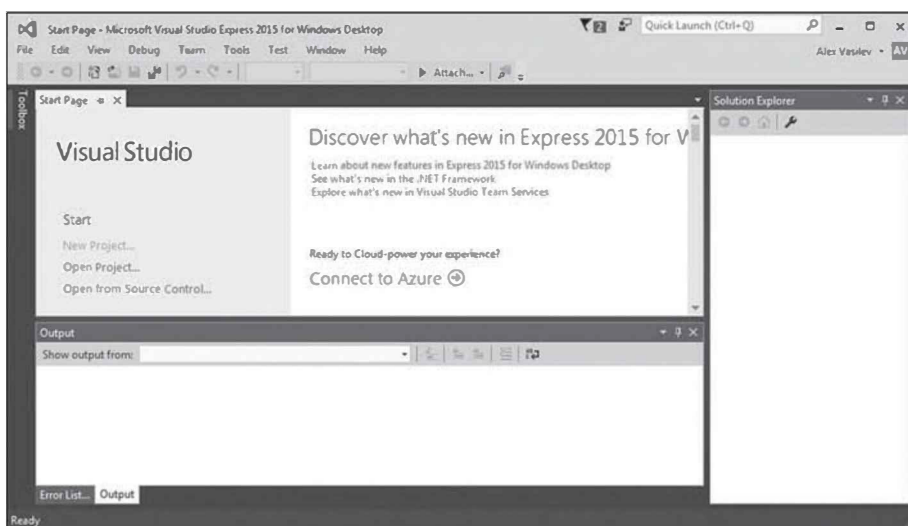 Start Page - Microsoft Visual Studio Express 2015 for Windows Desktop
2
Quick Launch (Ctrl+Q)
File Edit View Debug Team Tools Test Window Help
Alex Vasilev
AV
Attach...
Toolbox
Start Page
Solution Explorer
Visual Studio
Start
New Project...
Open Project...
Open from Source Control...
Discover what's new in Express 2015 for W
Learn about new features in Express 2015 for Windows Desktop
See what's new in the .NET Framework
Explore what's new in Visual Studio Team Services
Ready to Cloud-power your experience?
Connect to Azure
Output
Show output from:
Error List... Output
Ready